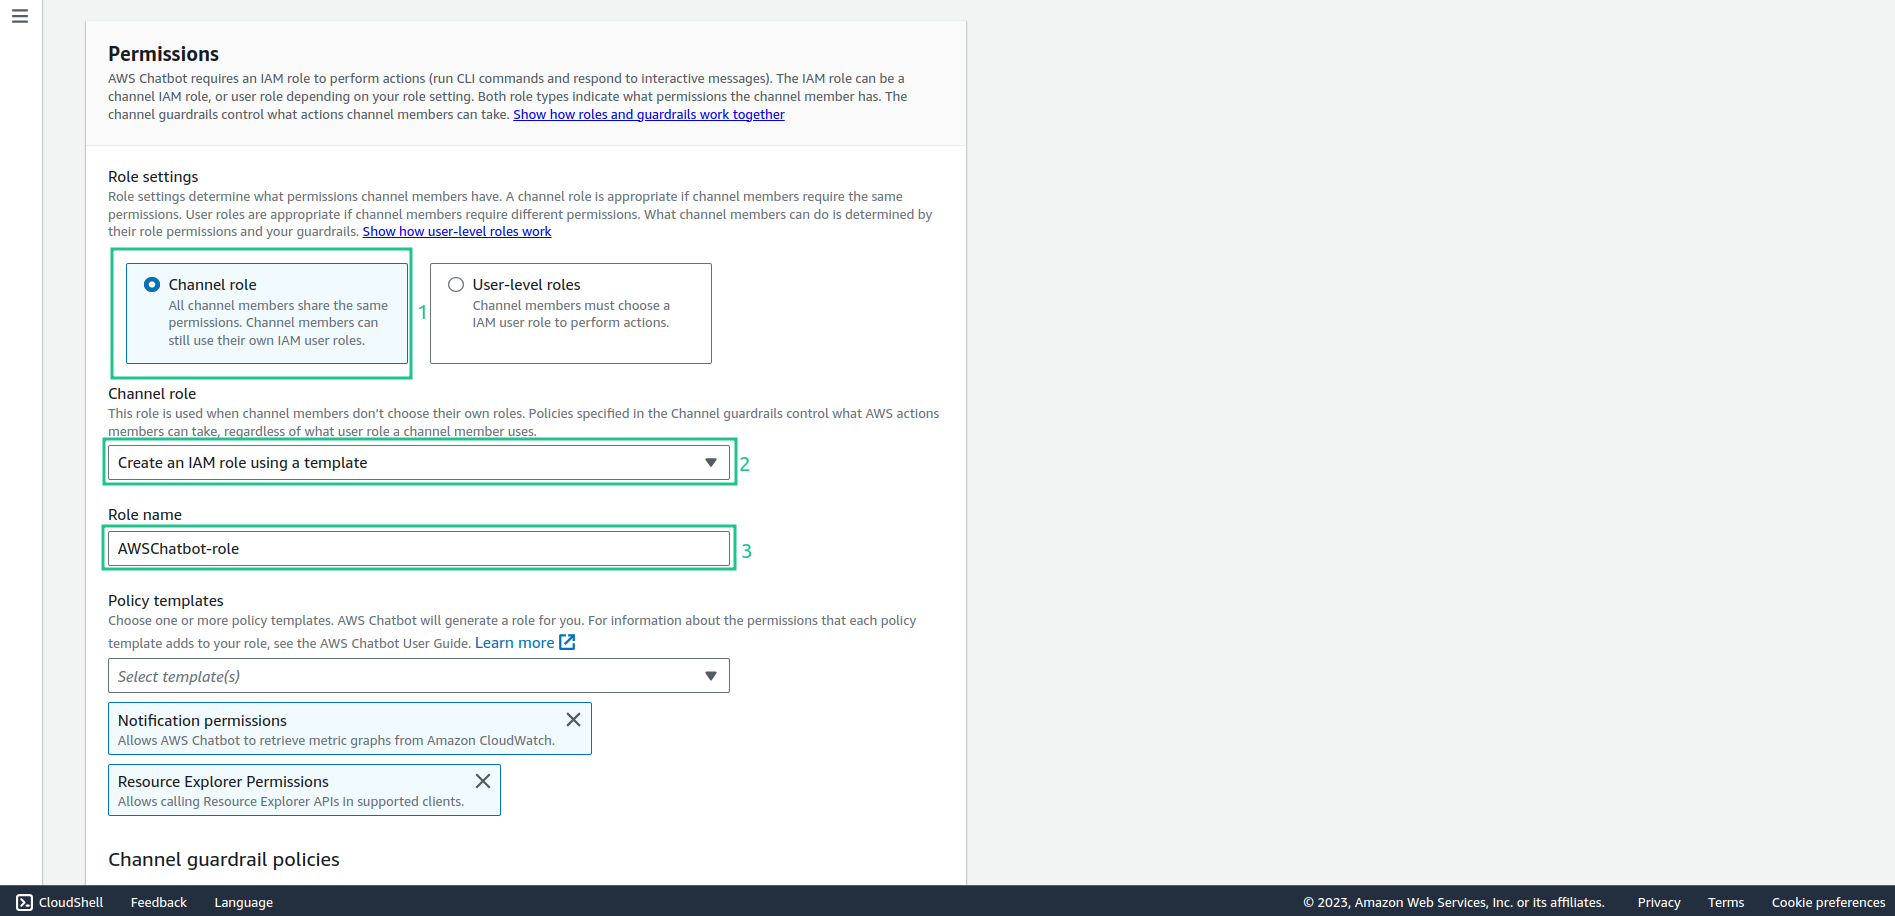 Permissions
AWS Chatbot requires an IAM role to perform actions (run CLI commands and respond to interactive messages). The IAM role can be a
channel IAM role, or user role depending on your role setting. Both role types indicate what permissions the channel member has. The
channel guardrails control what actions channel members can take. Show how roles and guardrails work together
Role settings
Role settings determine what permissions channel members have. A channel role is appropriate if channel members require the same
permissions. User roles are appropriate if channel members require different permissions. What channel members can do is determined by
their role permissions and your guardrails. Show how user-level roles work
Channel role
All channel members share the same
permissions. Channel members can
still use their own IAM user roles.
1
User-level roles
Channel members must choose a
IAM user role to perform actions.
Channel role
This role is used when channel members don't choose their own roles. Policies specified in the Channel guardrails control what AWS actions
members can take, regardless of what user role a channel member uses.
Create an IAM role using a template
2
Role name
AWSChatbot-role
3
Policy templates
Choose one or more policy templates. AWS Chatbot will generate a role for you. For information about the permissions that each policy
template adds to your role, see the AWS Chatbot User Guide. Learn more
Select template(s)
Notification permissions
Allows AWS Chatbot to retrieve metric graphs from Amazon CloudWatch.
Resource Explorer Permissions
Allows calling Resource Explorer APIs in supported clients.
Channel guardrail policies
CloudShell Feedback Language © 2023, Amazon Web Services, Inc. or its affiliates. Privacy Terms Cookie preferences